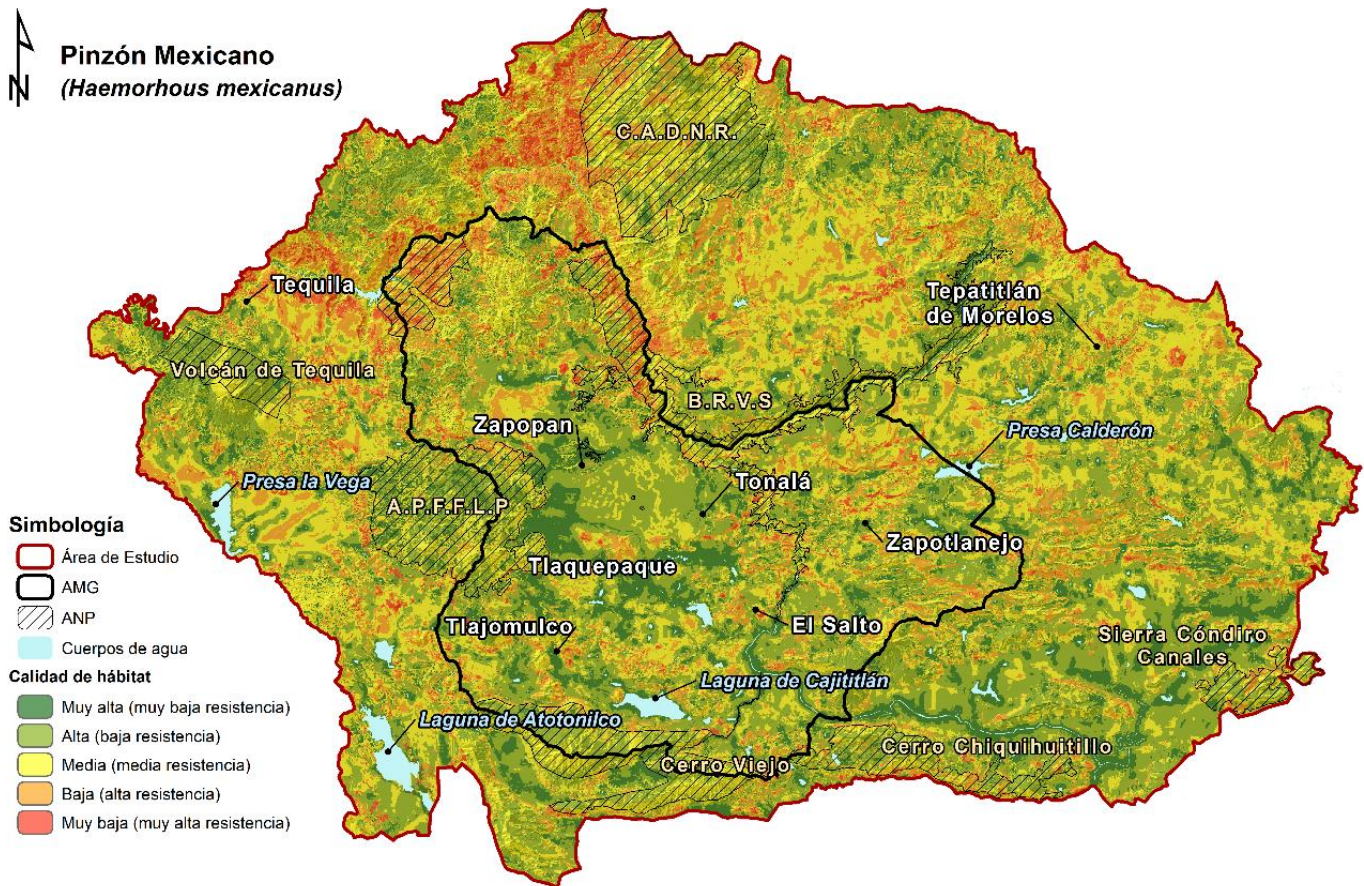 N
Pinzón Mexicano
(Haemorhous mexicanus)
C.A.D.N.R.
Tequila
Tepatitlán
de Morelos
Volcán de Tequila
B.R.V.S
Zapopan
Presa Calderón
Presa la Vega
Tonalá
A.P.F.F.L.P
Zapotlanejo
Tlaquepaque
Tlajomulco
El Salto
Sierra Cóndiro
Canales
Laguna de Cajititlán
Laguna de Atotonilco
Cerro Chiquihuitillo
Cerro Viejo
Simbología
Área de Estudio
AMG
ANP
Cuerpos de agua
Calidad de hábitat
Muy alta (muy baja resistencia)
Alta (baja resistencia)
Media (media resistencia)
Baja (alta resistencia)
Muy baja (muy alta resistencia)